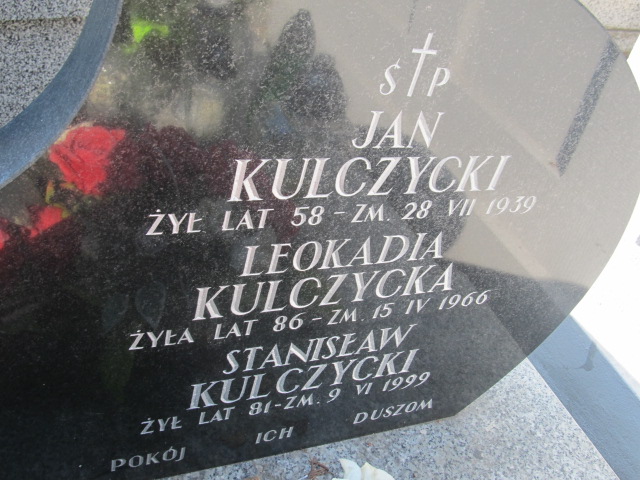 Ś † P
JAN
KULCZYCKI
ŻYŁ LAT 58 - ZM. 28 VII 1939
LEOKADIA
KULCZYCKA
ŻYŁA LAT 86 - ZM. 15 IV 1966
STANISŁAW
KULCZYCKI
ŻYŁ LAT 81 - ZM. 9 VI 1999
POKÓJ ICH DUSZOM